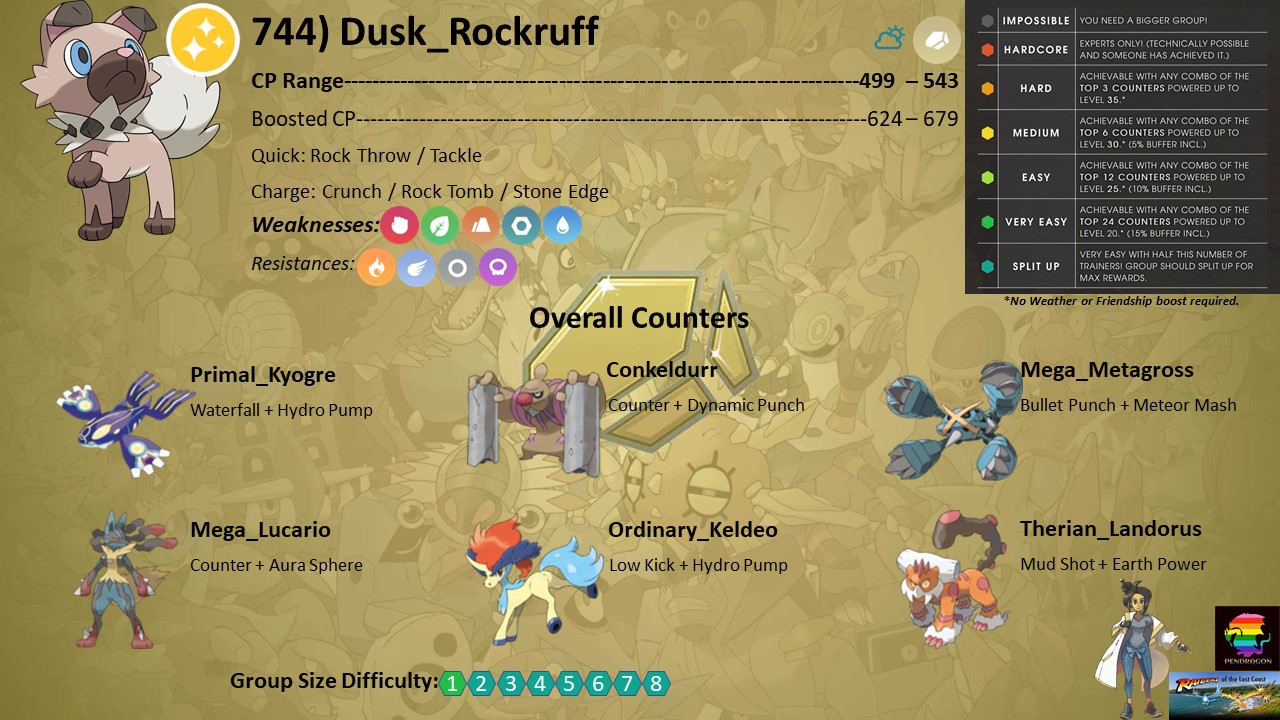 744) Dusk_Rockruff
CP Range--------------------------------------------------------------------------------499 – 543
Boosted CP-------------------------------------------------------------------------------624 – 679
Quick: Rock Throw / Tackle
Charge: Crunch / Rock Tomb / Stone Edge
Weaknesses:
Resistances:
IMPOSSIBLE
YOU NEED A BIGGER GROUP!
HARDCORE
EXPERTS ONLY! (TECHNICALLY POSSIBLE
AND SOMEONE HAS ACHIEVED IT.)
HARD
ACHIEVABLE WITH ANY COMBO OF THE
TOP 3 COUNTERS POWERED UP TO
LEVEL 35.*
MEDIUM
ACHIEVABLE WITH ANY COMBO OF THE
TOP 6 COUNTERS POWERED UP TO
LEVEL 30.* (5% BUFFER INCL.)
EASY
ACHIEVABLE WITH ANY COMBO OF THE
TOP 12 COUNTERS POWERED UP TO
LEVEL 25.* (10% BUFFER INCL.)
VERY EASY
ACHIEVABLE WITH ANY COMBO OF THE
TOP 24 COUNTERS POWERED UP TO
LEVEL 20.* (15% BUFFER INCL.)
SPLIT UP
VERY EASY WITH HALF THIS NUMBER OF
TRAINERS! GROUP SHOULD SPLIT UP FOR
MAX REWARDS.
*No Weather or Friendship boost required.
Overall Counters
Primal_Kyogre
Waterfall + Hydro Pump
Conkeldurr
Counter + Dynamic Punch
Mega_Metagross
Bullet Punch + Meteor Mash
Mega_Lucario
Counter + Aura Sphere
Ordinary_Keldeo
Low Kick + Hydro Pump
Therian_Landorus
Mud Shot + Earth Power
Group Size Difficulty: 1 2 3 4 5 6 7 8
PENDRAGON
RAIDERS of the Lost Coast